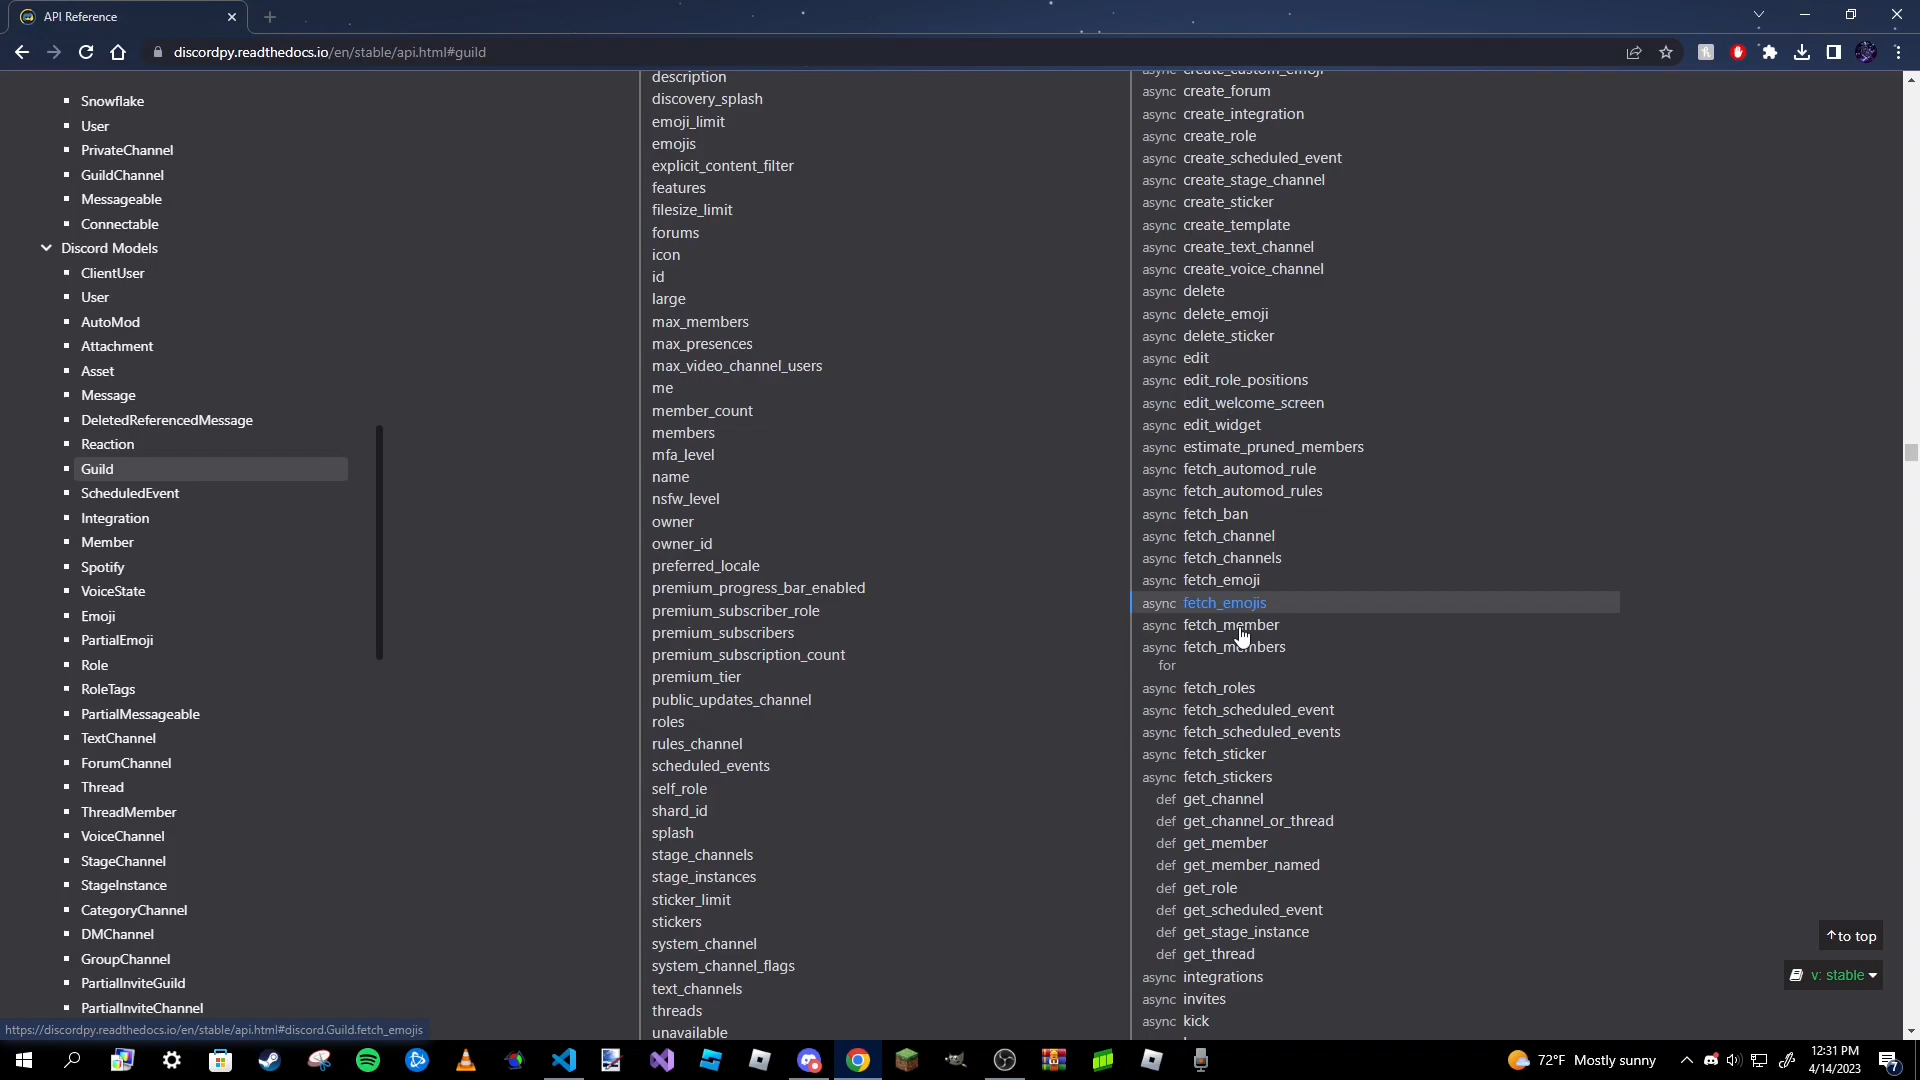 API Reference
discordpy.readthedocs.io/en/stable/api.html#guild
Snowflake
User
PrivateChannel
GuildChannel
Messageable
Connectable
Discord Models
ClientUser
User
AutoMod
Attachment
Asset
Message
DeletedReferencedMessage
Reaction
Guild
ScheduledEvent
Integration
Member
Spotify
VoiceState
Emoji
PartialEmoji
Role
RoleTags
PartialMessageable
TextChannel
ForumChannel
Thread
ThreadMember
VoiceChannel
StageChannel
StageInstance
CategoryChannel
DMChannel
GroupChannel
PartialInviteGuild
PartialInviteChannel
description
discovery_splash
emoji_limit
emojis
explicit_content_filter
features
filesize_limit
forums
icon
id
large
max_members
max_presences
max_video_channel_users
me
member_count
members
mfa_level
name
nsfw_level
owner
owner_id
preferred_locale
premium_progress_bar_enabled
premium_subscriber_role
premium_subscribers
premium_subscription_count
premium_tier
public_updates_channel
roles
rules_channel
scheduled_events
self_role
shard_id
splash
stage_channels
stage_instances
sticker_limit
stickers
system_channel
system_channel_flags
text_channels
threads
unavailable
async create_custom_emoji
async create_forum
async create_integration
async create_role
async create_scheduled_event
async create_stage_channel
async create_sticker
async create_template
async create_text_channel
async create_voice_channel
async delete
async delete_emoji
async delete_sticker
async edit
async edit_role_positions
async edit_welcome_screen
async edit_widget
async estimate_pruned_members
async fetch_automod_rule
async fetch_automod_rules
async fetch_ban
async fetch_channel
async fetch_channels
async fetch_emoji
async fetch_emojis
async fetch_member
async fetch_members
for
async fetch_roles
async fetch_scheduled_event
async fetch_scheduled_events
async fetch_sticker
async fetch_stickers
def get_channel
def get_channel_or_thread
def get_member
def get_member_named
def get_role
def get_scheduled_event
def get_stage_instance
def get_thread
async integrations
async invites
async kick
to top
v: stable
https://discordpy.readthedocs.io/en/stable/api.html#discord.Guild.fetch_emojis
72°F Mostly sunny
12:31 PM
4/14/2023
7